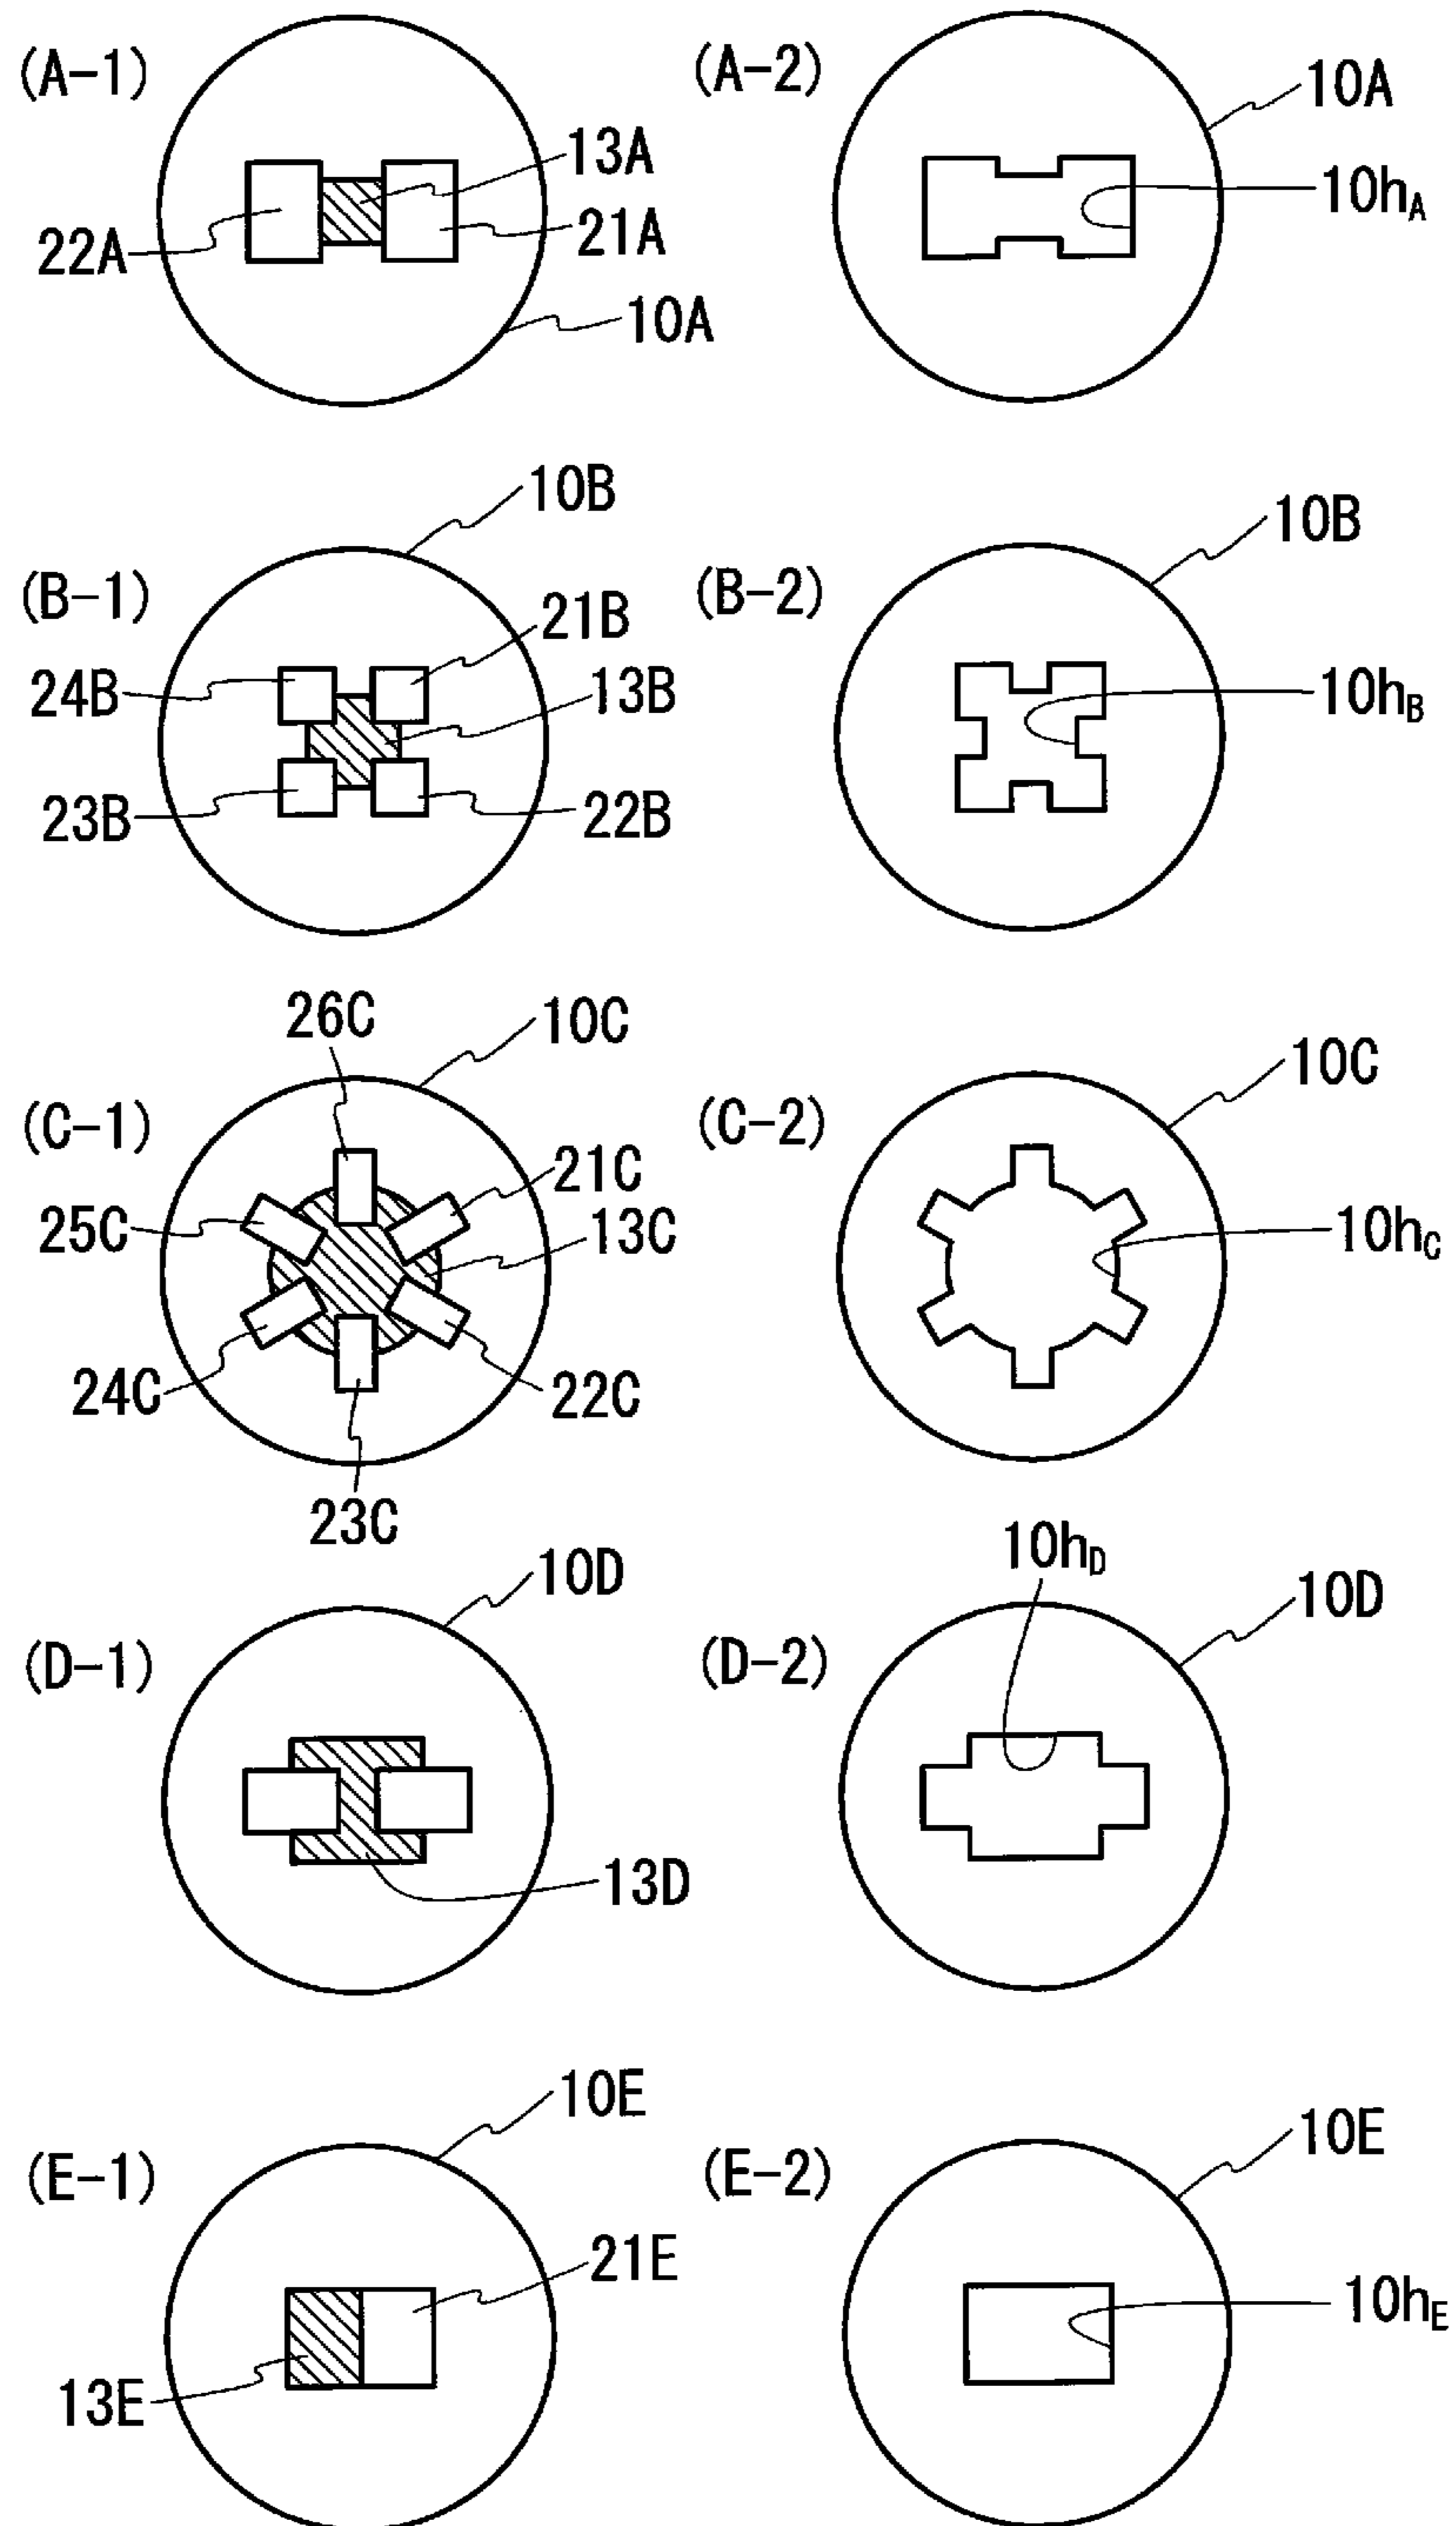 (A-1)
13A
22A
21A
10A
(A-2)
10A
10hA
10B
(B-1)
21B
24B
13B
23B
22B
10B
(B-2)
10hB
26C
10C
(C-1)
21C
25C
13C
24C
22C
23C
10C
(C-2)
10hC
10D
(D-1)
13D
10hD
10D
(D-2)
10E
(E-1)
21E
13E
10E
(E-2)
10hE